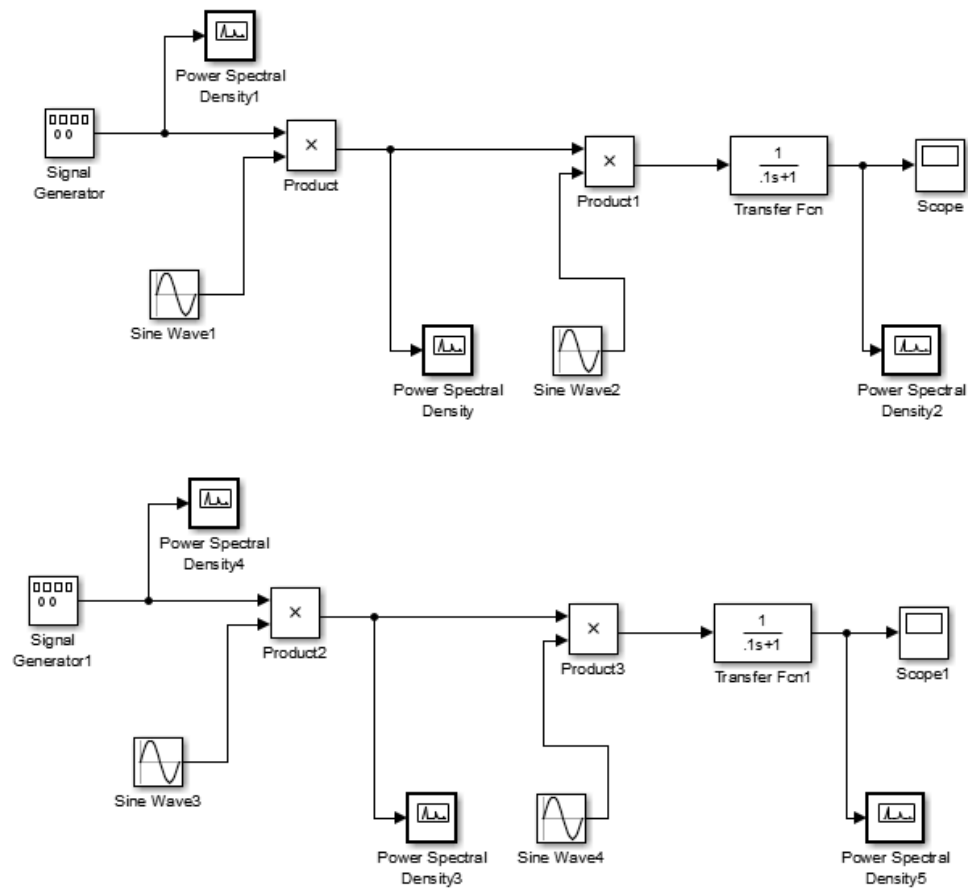 Power Spectral
Density1
Signal
Generator
×
Product
×
Product1
1
.1s+1
Transfer Fcn
Scope
Sine Wave1
Power Spectral
Density
Sine Wave2
Power Spectral
Density2
Power Spectral
Density4
Signal
Generator1
×
Product2
×
Product3
1
.1s+1
Transfer Fcn1
Scope1
Sine Wave3
Power Spectral
Density3
Sine Wave4
Power Spectral
Density5